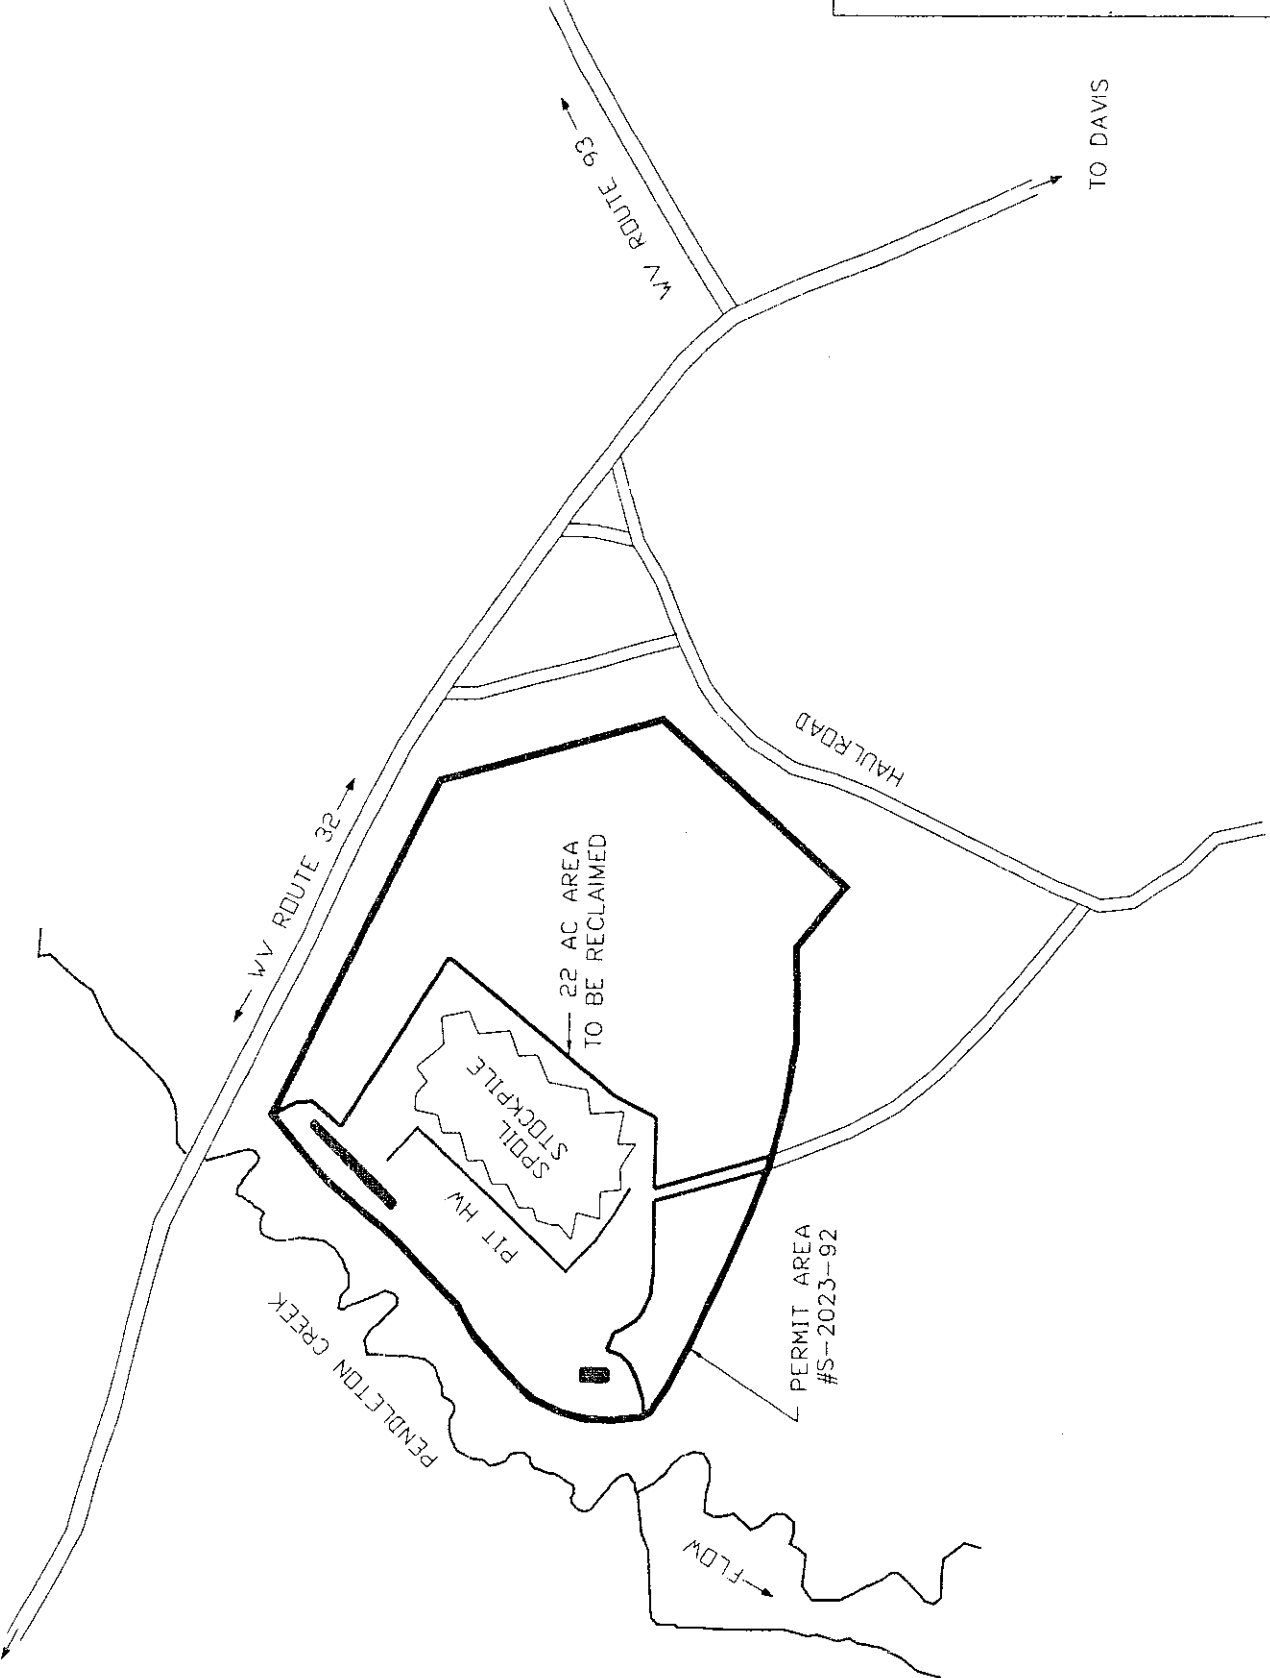 WV ROUTE 93
TO DAVIS
WV ROUTE 32
HAULROAD
22 AC AREA
TO BE RECLAIMED
SPOIL
STOCKPILE
PIT HW
PENDLETON CREEK
PERMIT AREA
#S-2023-92
FLOW